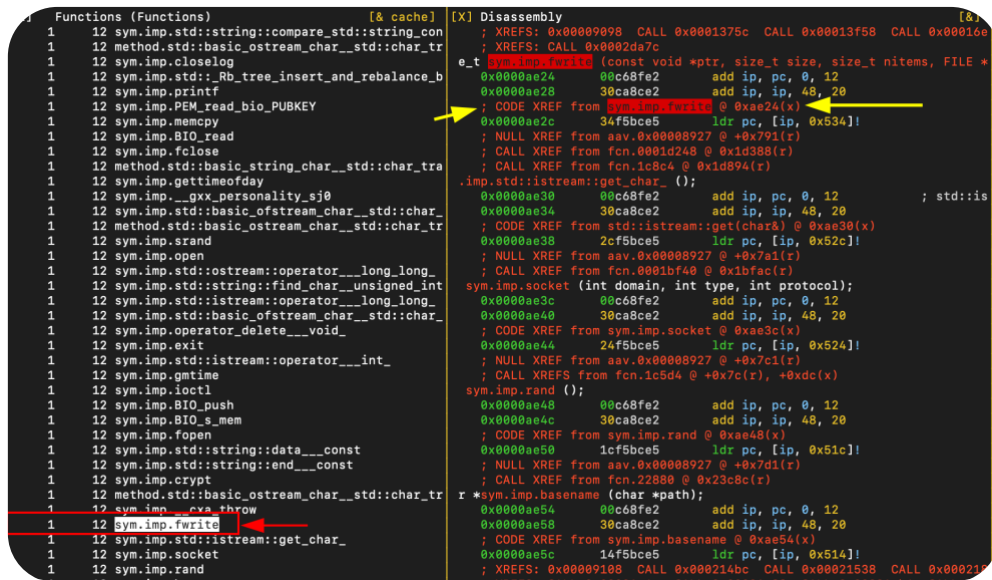 Functions (Functions) [& cache]
1 12 sym.imp.std::string::compare_std::string_con
1 12 method.std::basic_ostream_char__std::char_tr
1 12 sym.imp.closelog
1 12 sym.imp.std::_Rb_tree_insert_and_rebalance_b
1 12 sym.imp.printf
1 12 sym.imp.PEM_read_bio_PUBKEY
1 12 sym.imp.memcpy
1 12 sym.imp.BIO_read
1 12 sym.imp.fclose
1 12 method.std::basic_string_char__std::char_tra
1 12 sym.imp.gettimeofday
1 12 sym.imp.__gxx_personality_sj0
1 12 sym.imp.std::basic_ofstream_char__std::char_
1 12 method.std::basic_ostream_char__std::char_tr
1 12 sym.imp.srand
1 12 sym.imp.open
1 12 sym.imp.std::ostream::operator___long_long_
1 12 sym.imp.std::string::find_char__unsigned_int
1 12 sym.imp.std::istream::operator___long_long_
1 12 sym.imp.std::basic_ofstream_char__std::char_
1 12 sym.imp.operator_delete___void_
1 12 sym.imp.exit
1 12 sym.imp.std::istream::operator___int_
1 12 sym.imp.gmtime
1 12 sym.imp.ioctl
1 12 sym.imp.BIO_push
1 12 sym.imp.BIO_s_mem
1 12 sym.imp.fopen
1 12 sym.imp.std::string::data___const
1 12 sym.imp.std::string::end___const
1 12 sym.imp.crypt
1 12 method.std::basic_ostream_char__std::char_tr
1 12 sym.imp.__cxa_throw
1 12 sym.imp.fwrite
1 12 sym.imp.std::istream::get_char_
1 12 sym.imp.socket
1 12 sym.imp.rand
[X] Disassembly [&]
; XREFS: 0x00009098 CALL 0x0001375c CALL 0x00013f58 CALL 0x00016e
; XREFS: CALL 0x0002da7c
e_t sym.imp.fwrite (const void *ptr, size_t size, size_t nitems, FILE *
0x0000ae24 00c68fe2 add ip, pc, 0, 12
0x0000ae28 30ca8ce2 add ip, ip, 48, 20
; CODE XREF from sym.imp.fwrite @ 0xae24(x)
0x0000ae2c 34f5bce5 ldr pc, [ip, 0x534]!
; NULL XREF from aav.0x00008927 @ +0x791(r)
; CALL XREF from fcn.0001d248 @ 0x1d388(r)
; CALL XREF from fcn.1c8c4 @ 0x1d894(r)
.imp.std::istream::get_char_ ();
0x0000ae30 00c68fe2 add ip, pc, 0, 12 ; std::is
0x0000ae34 30ca8ce2 add ip, ip, 48, 20
; CODE XREF from std::istream::get(char&) @ 0xae30(x)
0x0000ae38 2cf5bce5 ldr pc, [ip, 0x52c]!
; NULL XREF from aav.0x00008927 @ +0x7a1(r)
; CALL XREF from fcn.0001bf40 @ 0x1bfac(r)
sym.imp.socket (int domain, int type, int protocol);
0x0000ae3c 00c68fe2 add ip, pc, 0, 12
0x0000ae40 30ca8ce2 add ip, ip, 48, 20
; CODE XREF from sym.imp.socket @ 0xae3c(x)
0x0000ae44 24f5bce5 ldr pc, [ip, 0x524]!
; NULL XREF from aav.0x00008927 @ +0x7c1(r)
; CALL XREFS from fcn.1c5d4 @ +0x7c(r), +0xdc(x)
sym.imp.rand ();
0x0000ae48 00c68fe2 add ip, pc, 0, 12
0x0000ae4c 30ca8ce2 add ip, ip, 48, 20
; CODE XREF from sym.imp.rand @ 0xae48(x)
0x0000ae50 1cf5bce5 ldr pc, [ip, 0x51c]!
; NULL XREF from aav.0x00008927 @ +0x7d1(r)
; CALL XREF from fcn.22880 @ 0x23c8c(r)
r *sym.imp.basename (char *path);
0x0000ae54 00c68fe2 add ip, pc, 0, 12
0x0000ae58 30ca8ce2 add ip, ip, 48, 20
; CODE XREF from sym.imp.basename @ 0xae54(x)
0x0000ae5c 14f5bce5 ldr pc, [ip, 0x514]!
; XREFS: 0x00009108 CALL 0x000214bc CALL 0x00021538 CALL 0x000218